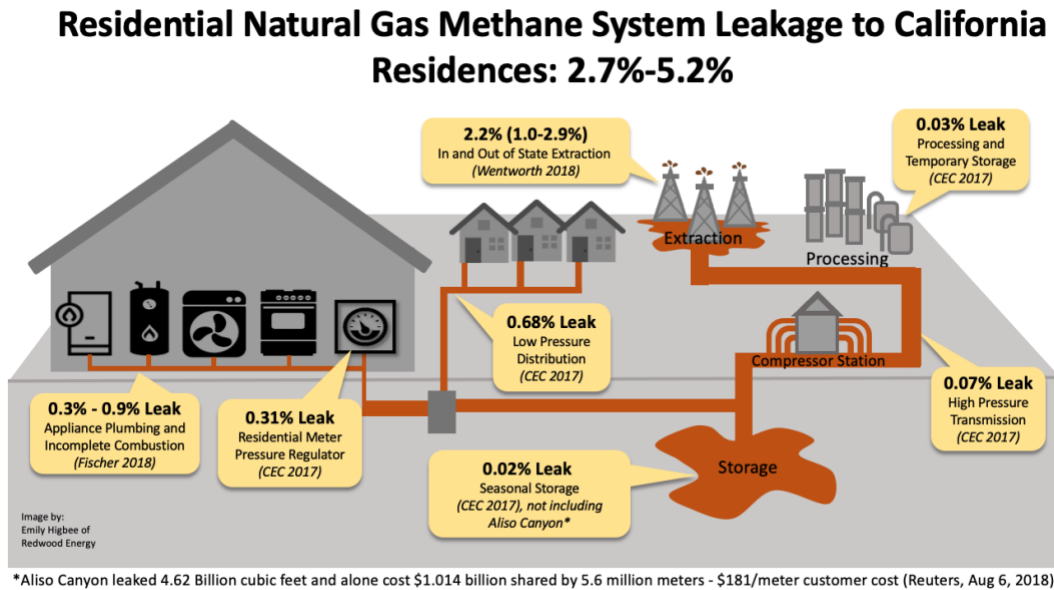 Residential Natural Gas Methane System Leakage to California
Residences: 2.7%-5.2%
2.2% (1.0-2.9%)
In and Out of State Extraction
(Wentworth 2018)
0.03% Leak
Processing and
Temporary Storage
(CEC 2017)
Extraction
Processing
0.68% Leak
Low Pressure
Distribution
(CEC 2017)
Compressor Station
0.3% - 0.9% Leak
Appliance Plumbing and
Incomplete Combustion
(Fischer 2018)
0.31% Leak
Residential Meter
Pressure Regulator
(CEC 2017)
0.07% Leak
High Pressure
Transmission
(CEC 2017)
0.02% Leak
Seasonal Storage
(CEC 2017), not including
Aliso Canyon*
Storage
Image by:
Emily Higbee of
Redwood Energy
*Aliso Canyon leaked 4.62 Billion cubic feet and alone cost $1.014 billion shared by 5.6 million meters - $181/meter customer cost (Reuters, Aug 6, 2018)